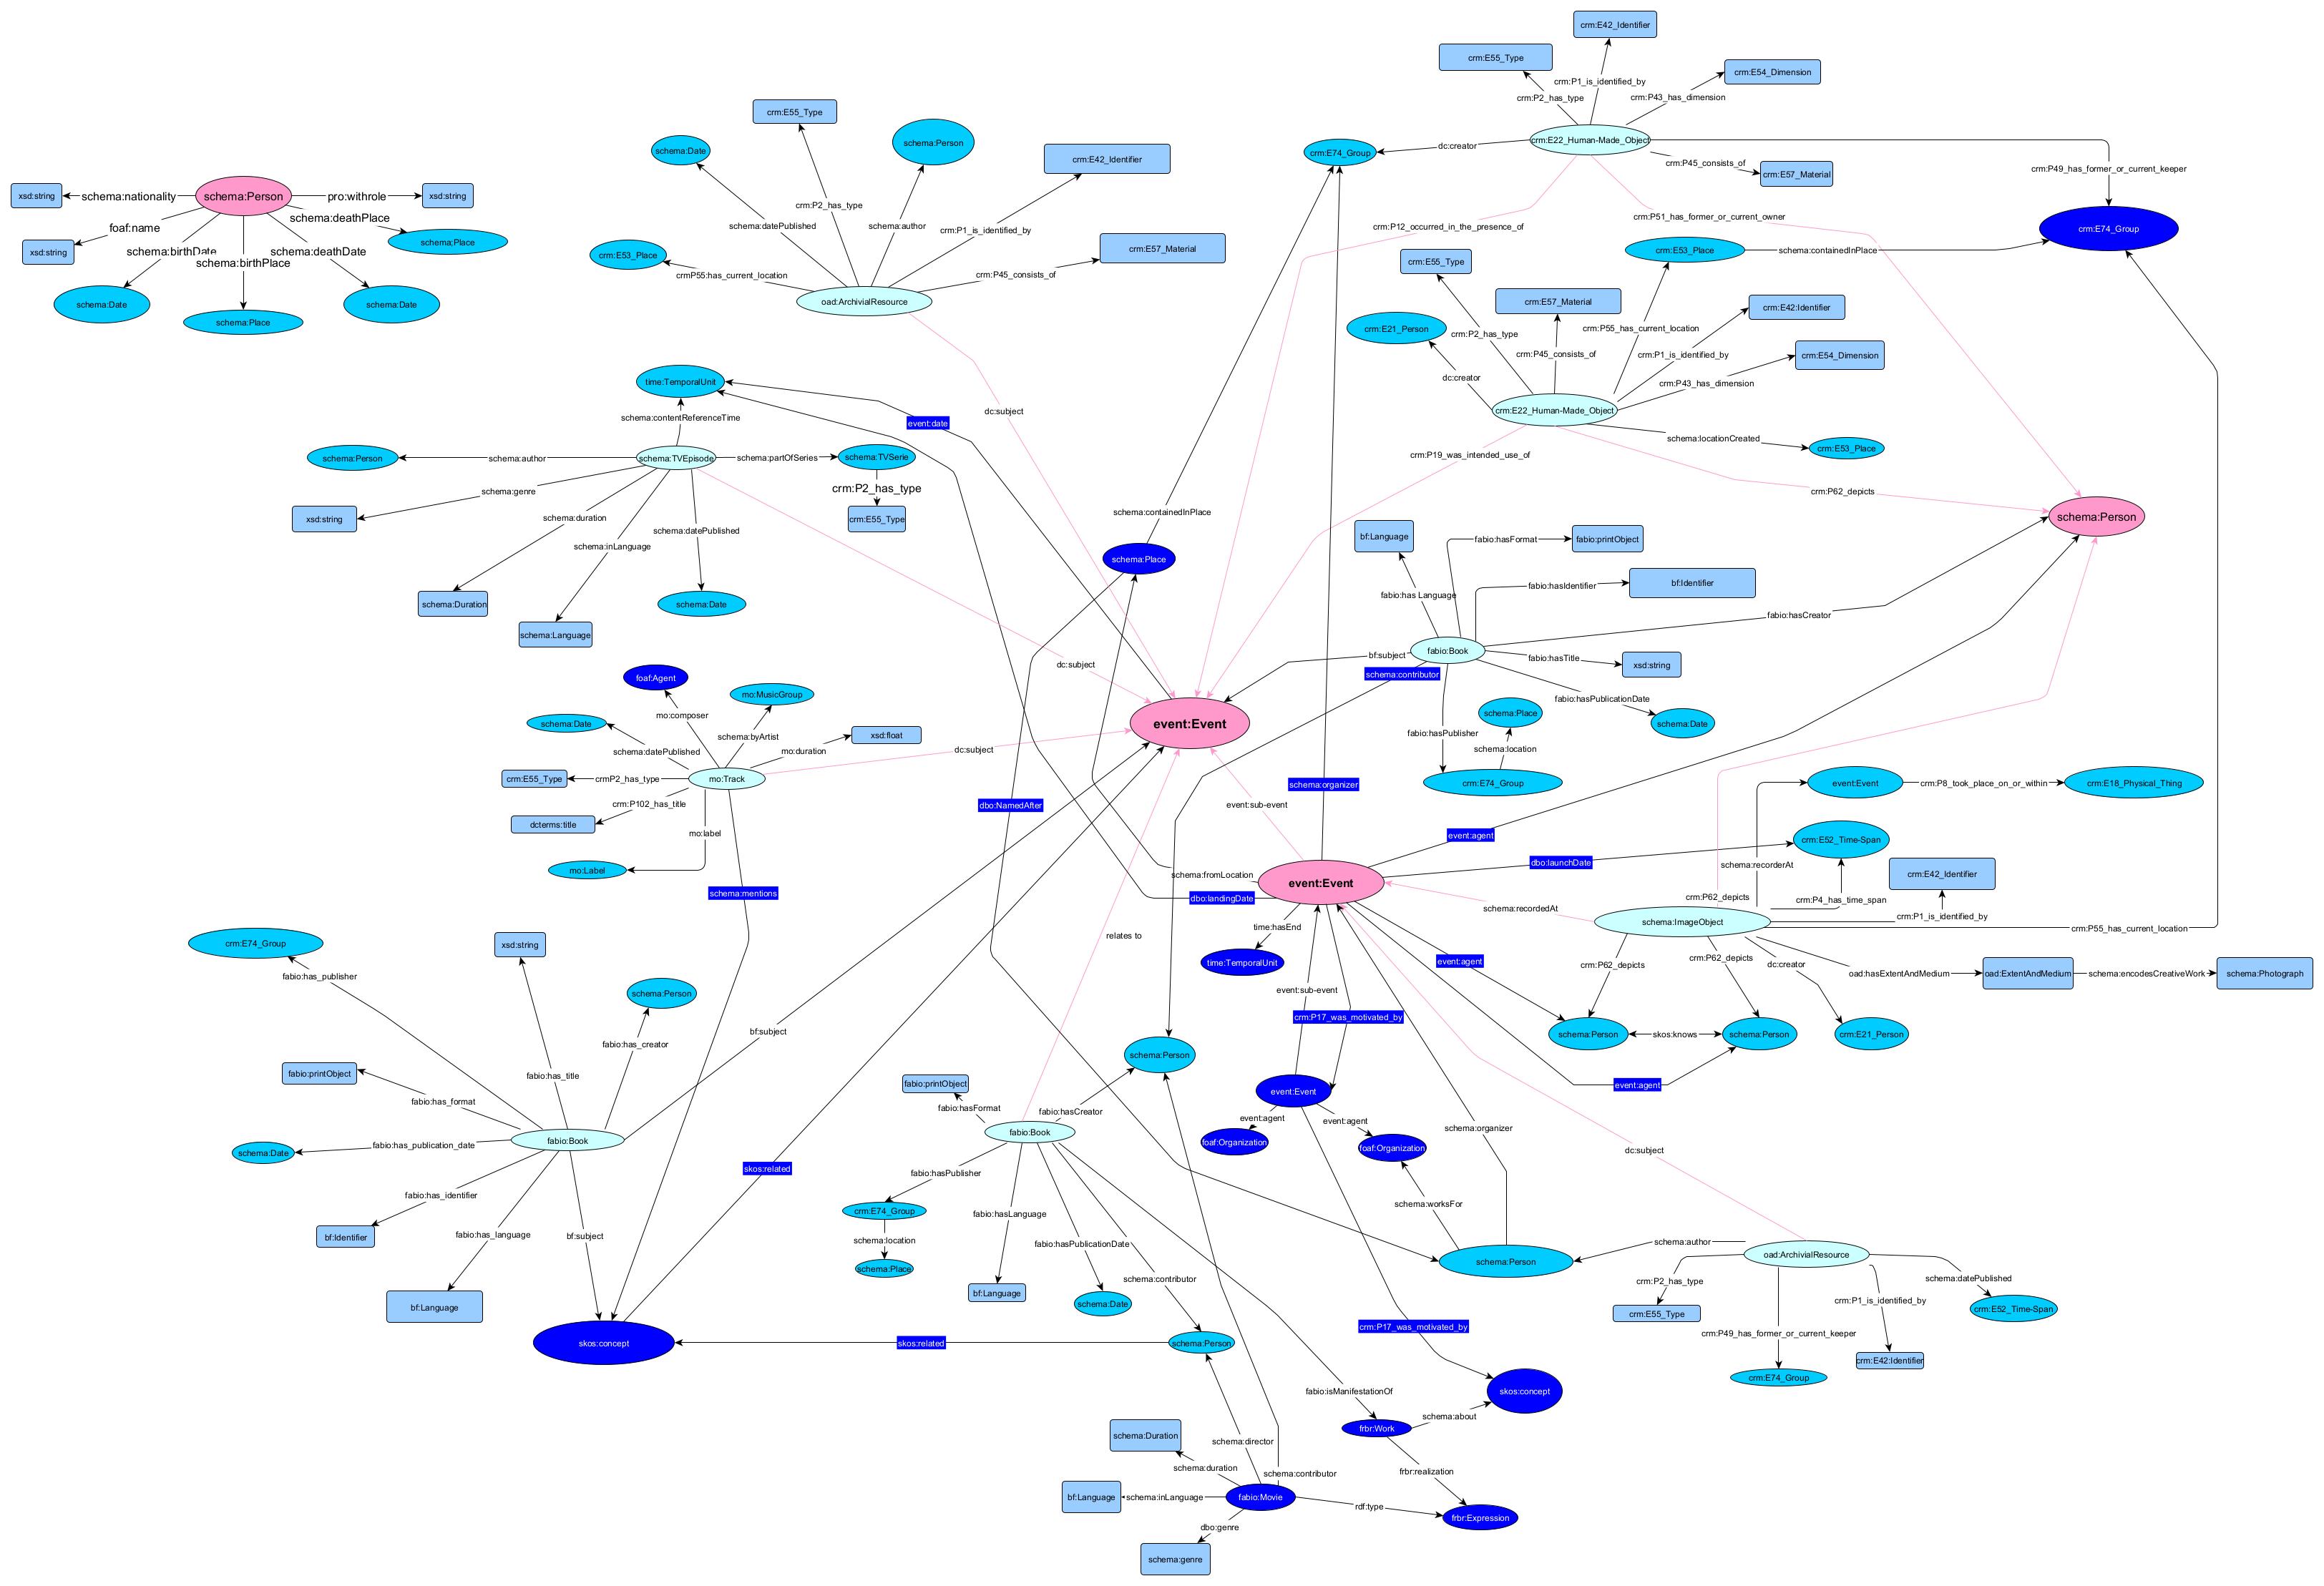 crm:E42_Identifier
crm:E55_Type
crm:E54_Dimension
crm:P1_is_identified_by
crm:P2_has_type
crm:P43_has_dimension
crm:E22_Human-Made_Object
dc:creator
crm:E74_Group
crm:P45_consists_of
crm:E57_Material
crm:P49_has_former_or_current_keeper
crm:E74_Group
crm:P51_has_former_or_current_owner
crm:P12_occurred_in_the_presence_of
crm:E55_Type
schema:Date
schema:Person
crm:E42_Identifier
crm:P2_has_type
schema:datePublished
schema:author
crm:P1_is_identified_by
crm:E53_Place
crm:E57_Material
crmP55:has_current_location
crm:P45_consists_of
oad:ArchivialResource
dc:subject
xsd:string
schema:nationality
schema:Person
pro:withrole
xsd:string
schema:deathPlace
foaf:name
schema:Place
xsd:string
schema:birthDate
schema:deathDate
schema:birthPlace
schema:Date
schema:Place
schema:Date
crm:E53_Place
schema:containedInPlace
crm:E55_Type
crm:E57_Material
crm:E42:Identifier
crm:E21_Person
crm:P2_has_type
crm:P55_has_current_location
crm:P45_consists_of
crm:P1_is_identified_by
crm:E54_Dimension
dc:creator
crm:P43_has_dimension
crm:E22_Human-Made_Object
schema:locationCreated
crm:E53_Place
crm:P19_was_intended_use_of
crm:P62_depicts
schema:Person
time:TemporalUnit
schema:contentReferenceTime
event:date
schema:Person
schema:author
schema:TVEpisode
schema:partOfSeries
schema:TVSerie
crm:P2_has_type
crm:E55_Type
schema:genre
xsd:string
schema:duration
schema:datePublished
schema:inLanguage
schema:Duration
schema:Date
schema:Language
dc:subject
schema:containedInPlace
schema:Place
bf:Language
fabio:hasFormat
fabio:printObject
fabio:hasIdentifier
bf:Identifier
fabio:has Language
fabio:hasCreator
fabio:Book
bf:subject
fabio:hasTitle
xsd:string
schema:contributor
fabio:hasPublicationDate
schema:Date
schema:Place
fabio:hasPublisher
schema:location
crm:E74_Group
foaf:Agent
mo:MusicGroup
mo:composer
schema:Date
schema:byArtist
xsd:float
schema:datePublished
mo:duration
dc:subject
crm:E55_Type
crmP2_has_type
mo:Track
crm:P102_has_title
dcterms:title
mo:label
mo:Label
schema:mentions
event:Event
event:sub-event
schema:organizer
dbo:NamedAfter
event:agent
dbo:launchDate
schema:fromLocation
event:Event
dbo:landingDate
event:Event
crm:P8_took_place_on_or_within
crm:E18_Physical_Thing
crm:E52_Time-Span
schema:recorderAt
crm:E42_Identifier
crm:P62_depicts
crm:P4_has_time_span
schema:recordedAt
schema:ImageObject
crm:P1_is_identified_by
crm:P55_has_current_location
time:hasEnd
time:TemporalUnit
event:agent
crm:P62_depicts
crm:P62_depicts
dc:creator
oad:hasExtentAndMedium
oad:ExtentAndMedium
schema:encodesCreativeWork
schema:Photograph
event:sub-event
crm:P17_was_motivated_by
schema:Person
skos:knows
schema:Person
crm:E21_Person
event:agent
event:Event
event:agent
event:agent
foaf:Organization
foaf:Organization
schema:organizer
schema:worksFor
dc:subject
schema:Person
schema:author
oad:ArchivialResource
crm:P2_has_type
schema:datePublished
crm:E55_Type
crm:P1_is_identified_by
crm:E52_Time-Span
crm:P49_has_former_or_current_keeper
crm:E42:Identifier
crm:E74_Group
crm:E74_Group
xsd:string
fabio:has_publisher
schema:Person
relates to
bf:subject
fabio:has_creator
fabio:has_title
fabio:printObject
fabio:has_format
fabio:Book
fabio:has_publication_date
schema:Date
fabio:has_identifier
bf:Identifier
fabio:has_language
bf:subject
bf:Language
skos:concept
skos:related
schema:Person
fabio:printObject
fabio:hasFormat
fabio:hasCreator
fabio:Book
fabio:hasPublisher
crm:E74_Group
fabio:hasLanguage
schema:location
fabio:hasPublicationDate
schema:Place
schema:contributor
bf:Language
schema:Date
skos:related
schema:Person
crm:P17_was_motivated_by
fabio:isManifestationOf
skos:concept
schema:about
frbr:Work
schema:Duration
schema:director
schema:duration
schema:contributor
frbr:realization
bf:Language
schema:inLanguage
fabio:Movie
rdf:type
frbr:Expression
dbo:genre
schema:genre